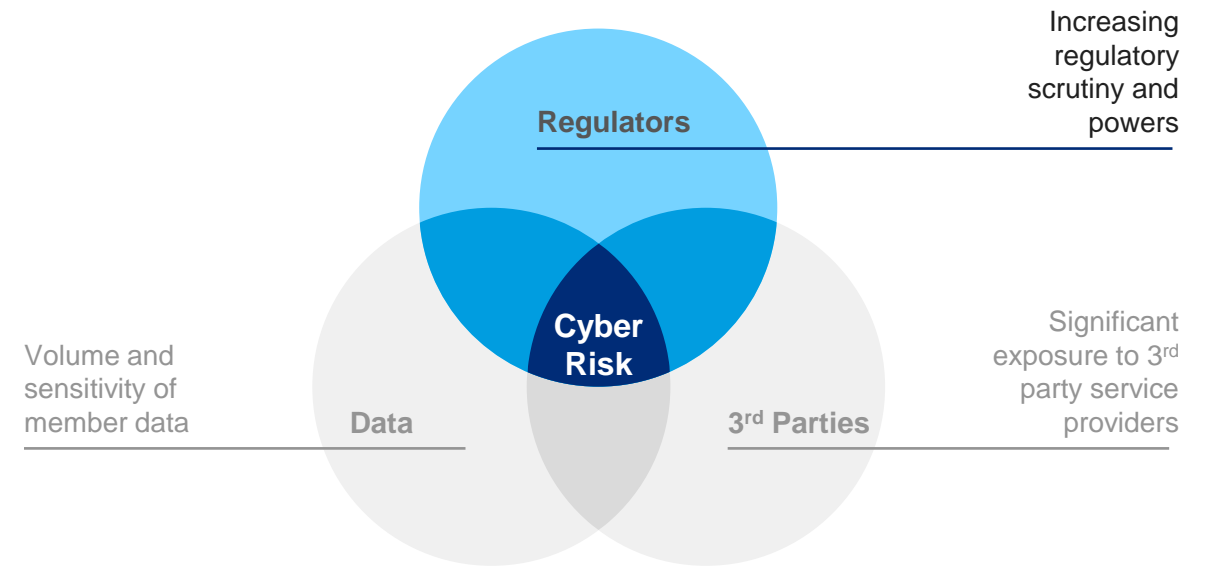 Increasing
regulatory
scrutiny and
powers
Regulators
Cyber
Risk
Volume and
sensitivity of
member data
Data
Significant
exposure to 3rd
party service
providers
3rd Parties